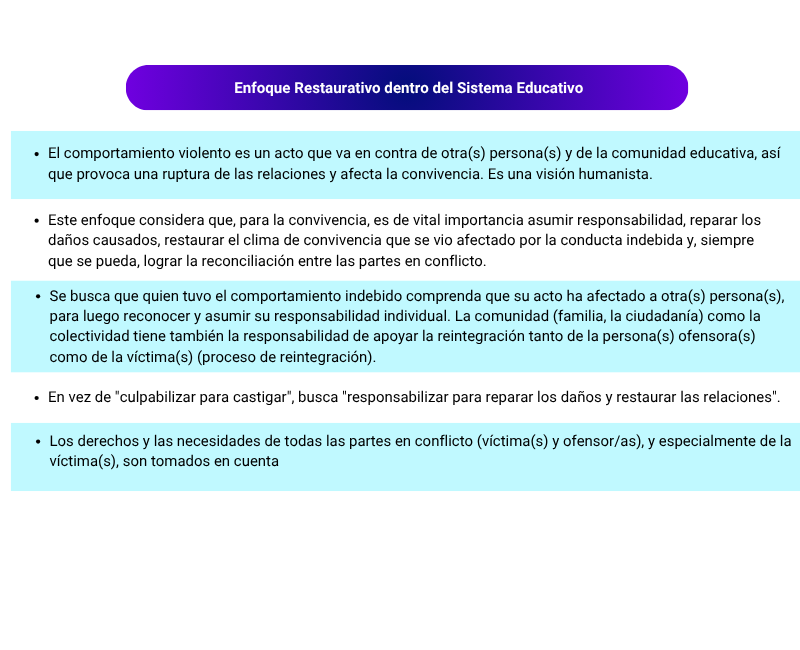 Enfoque Restaurativo dentro del Sistema Educativo
• El comportamiento violento es un acto que va en contra de otra(s) persona(s) y de la comunidad educativa, así
que provoca una ruptura de las relaciones y afecta la convivencia. Es una visión humanista.
• Este enfoque considera que, para la convivencia, es de vital importancia asumir responsabilidad, reparar los
daños causados, restaurar el clima de convivencia que se vio afectado por la conducta indebida y, siempre
que se pueda, lograr la reconciliación entre las partes en conflicto.
• Se busca que quien tuvo el comportamiento indebido comprenda que su acto ha afectado a otra(s) persona(s),
para luego reconocer y asumir su responsabilidad individual. La comunidad (familia, la ciudadanía) como la
colectividad tiene también la responsabilidad de apoyar la reintegración tanto de la persona(s) ofensora(s)
como de la víctima(s) (proceso de reintegración).
• En vez de "culpabilizar para castigar", busca "responsabilizar para reparar los daños y restaurar las relaciones".
• Los derechos y las necesidades de todas las partes en conflicto (víctima(s) y ofensor/as), y especialmente de la
víctima(s), son tomados en cuenta